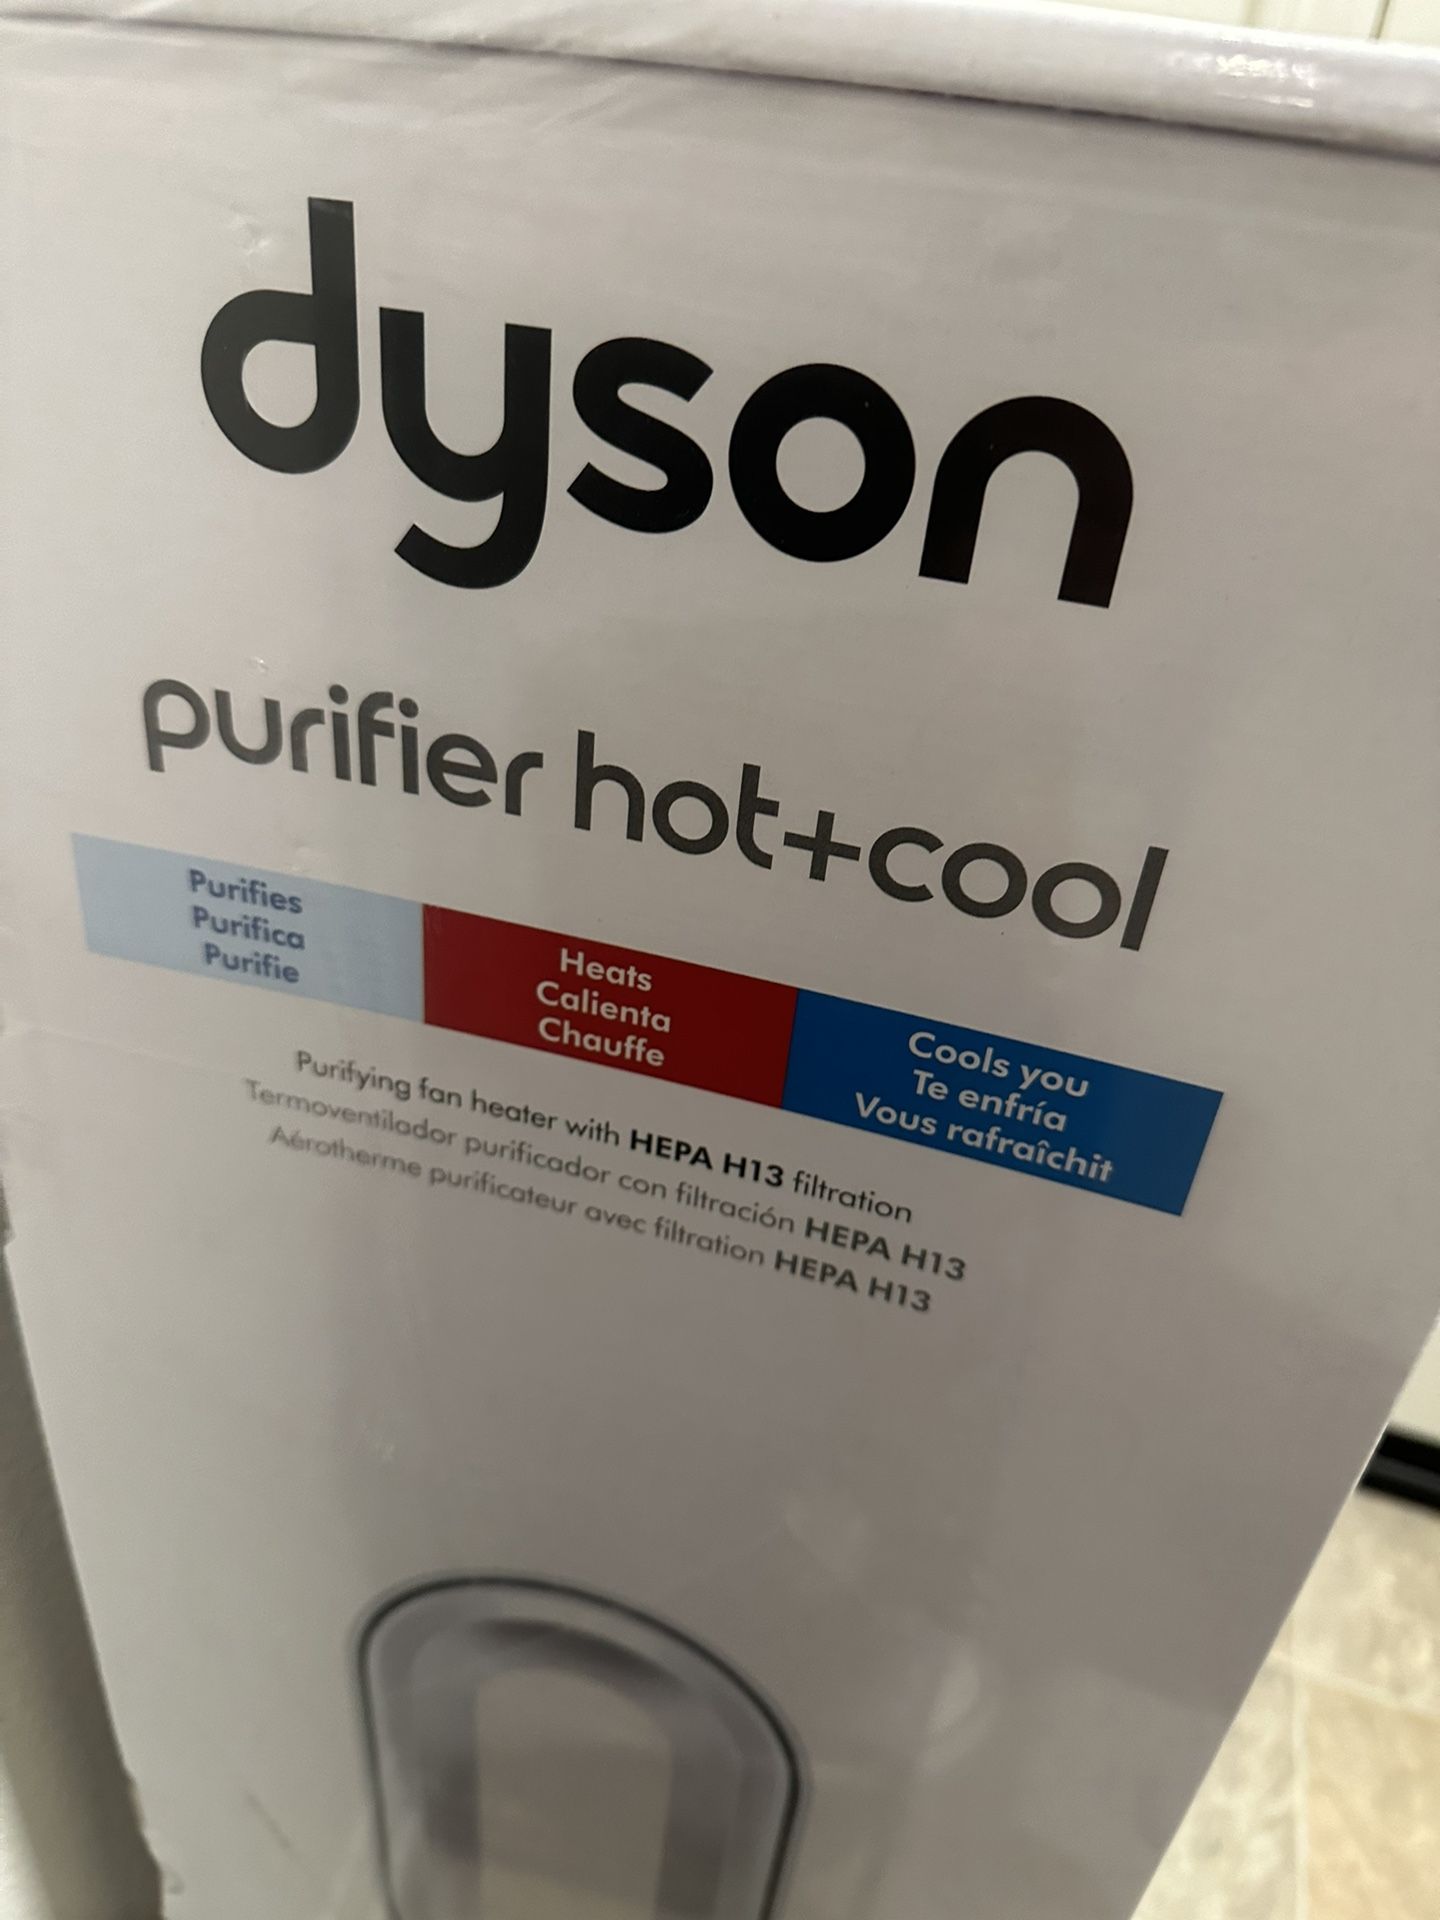 dyson
purifier hot+cool
Purifies
Purifica
Purifie
Heats
Calienta
Chauffe
Cools you
Te enfría
Vous rafraîchit
Purifying fan heater with HEPA H13 filtration
Termoventilador purificador con filtración HEPA H13
Aérotherme purificateur avec filtration HEPA H13